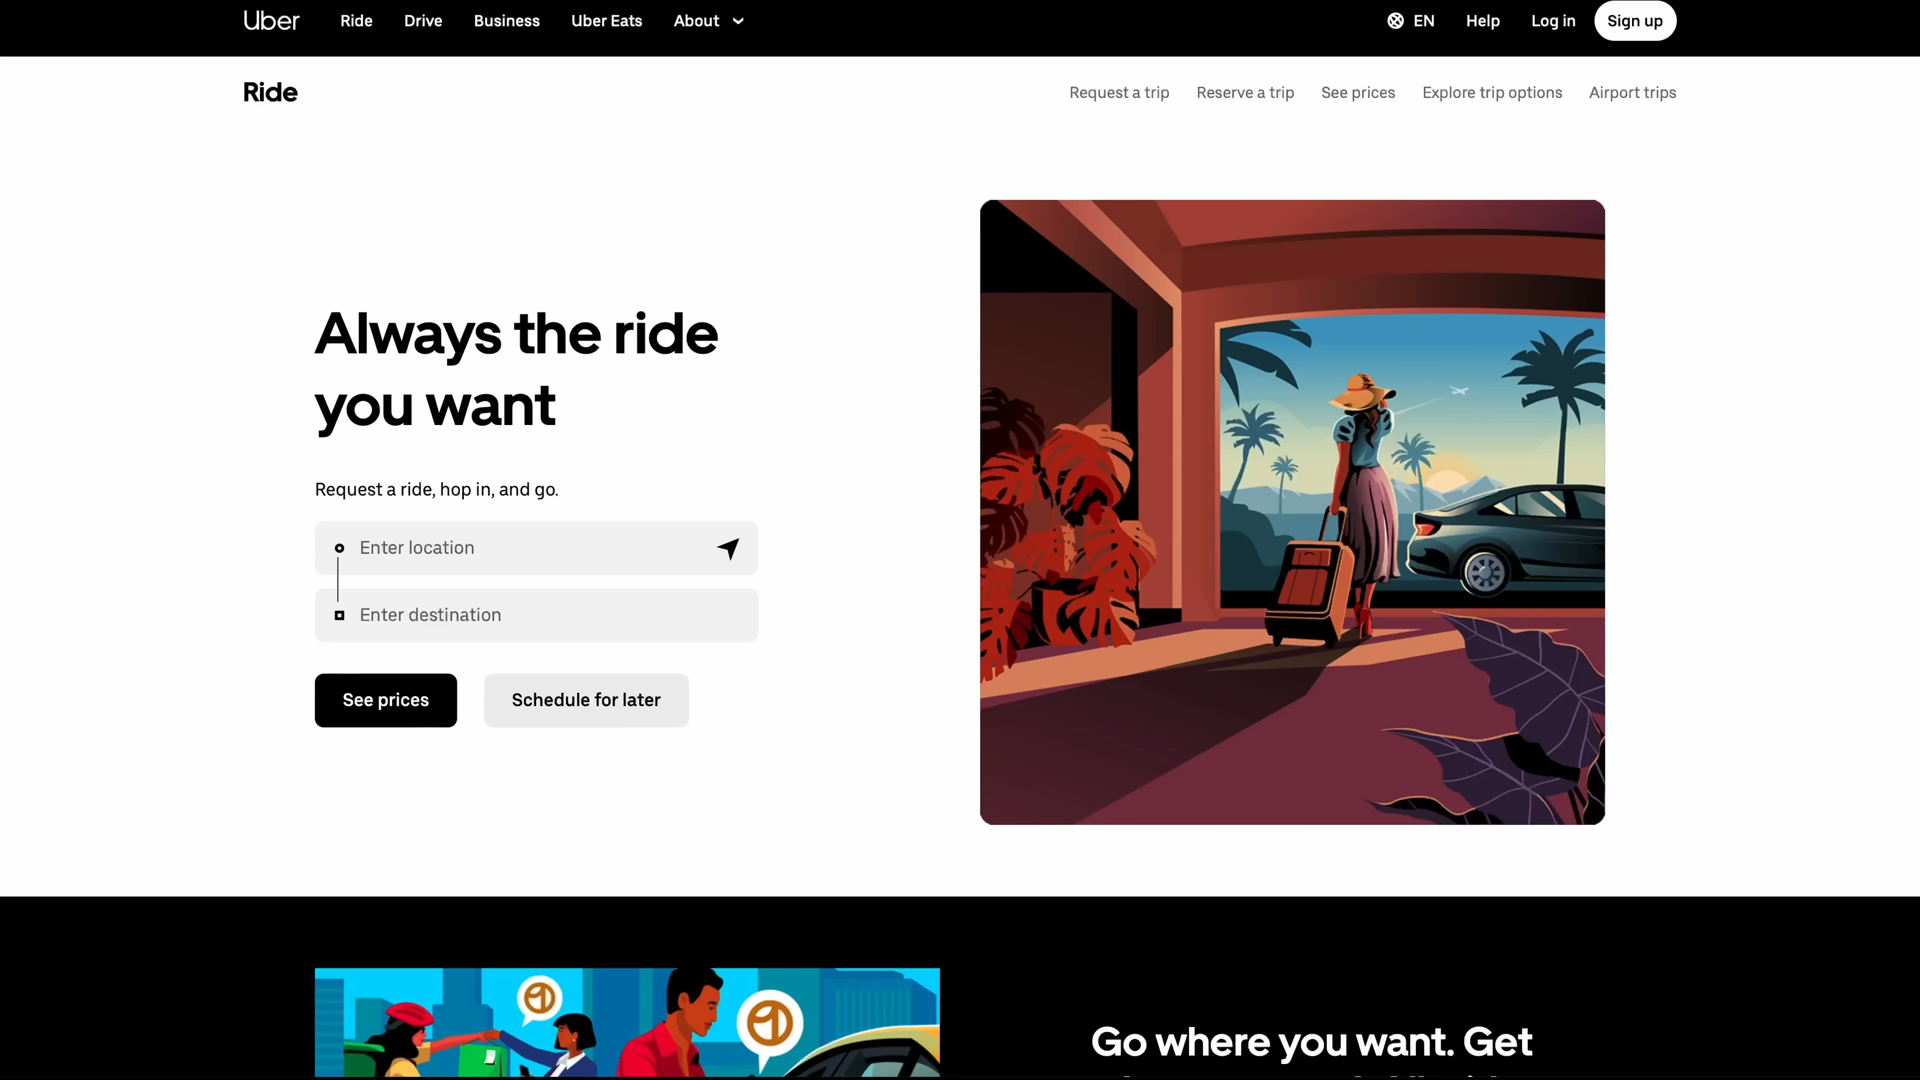 Uber Ride Drive Business Uber Eats About EN Help Log in Sign up
Ride Request a trip Reserve a trip See prices Explore trip options Airport trips
Always the ride
you want
Request a ride, hop in, and go.
Enter location
Enter destination
See prices Schedule for later
Go where you want. Get